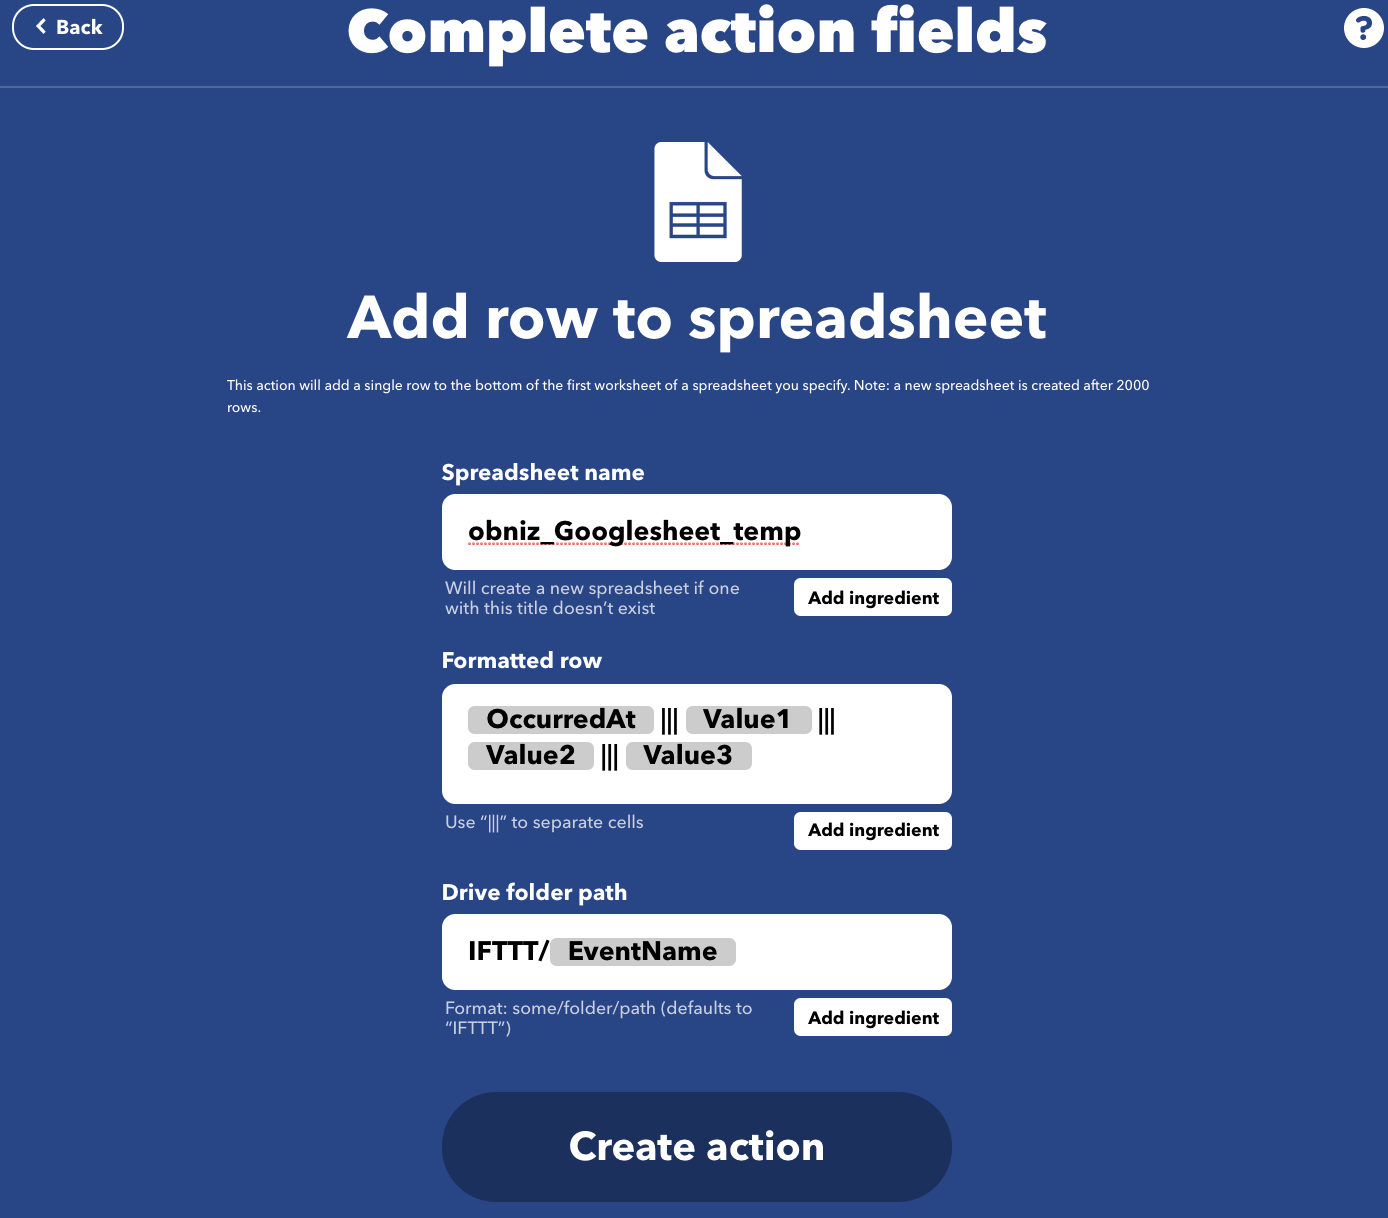 Back
Complete action fields
?
Add row to spreadsheet
This action will add a single row to the bottom of the first worksheet of a spreadsheet you specify. Note: a new spreadsheet is created after 2000
rows.
Spreadsheet name
obniz_Googlesheet_temp
Will create a new spreadsheet if one
with this title doesn’t exist
Add ingredient
Formatted row
OccurredAt ||| Value1 |||
Value2 ||| Value3
Use “|||” to separate cells
Add ingredient
Drive folder path
IFTTT/ EventName
Format: some/folder/path (defaults to
“IFTTT”)
Add ingredient
Create action